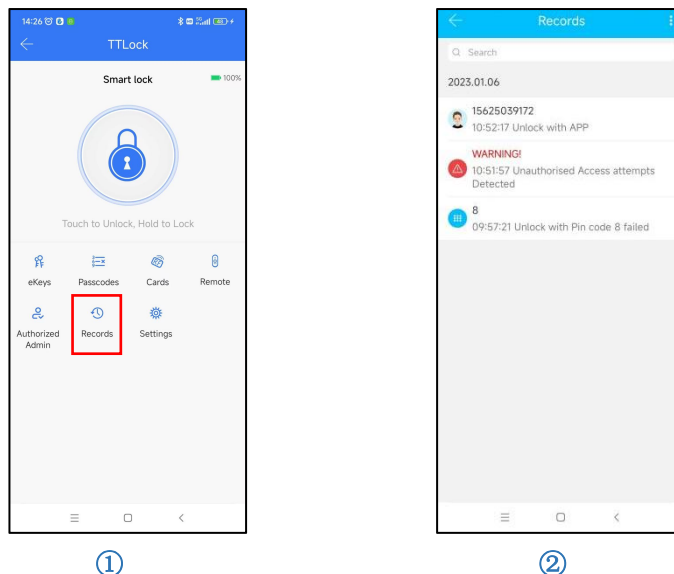 14:26
TTLock
Smart lock
100%
Touch to Unlock, Hold to Lock
eKeys Passcodes Cards Remote
Authorized Admin Records Settings
①
Records
Search
2023.01.06
15625039172
10:52:17 Unlock with APP
WARNING!
10:51:57 Unauthorised Access attempts
Detected
8
09:57:21 Unlock with Pin code 8 failed
②